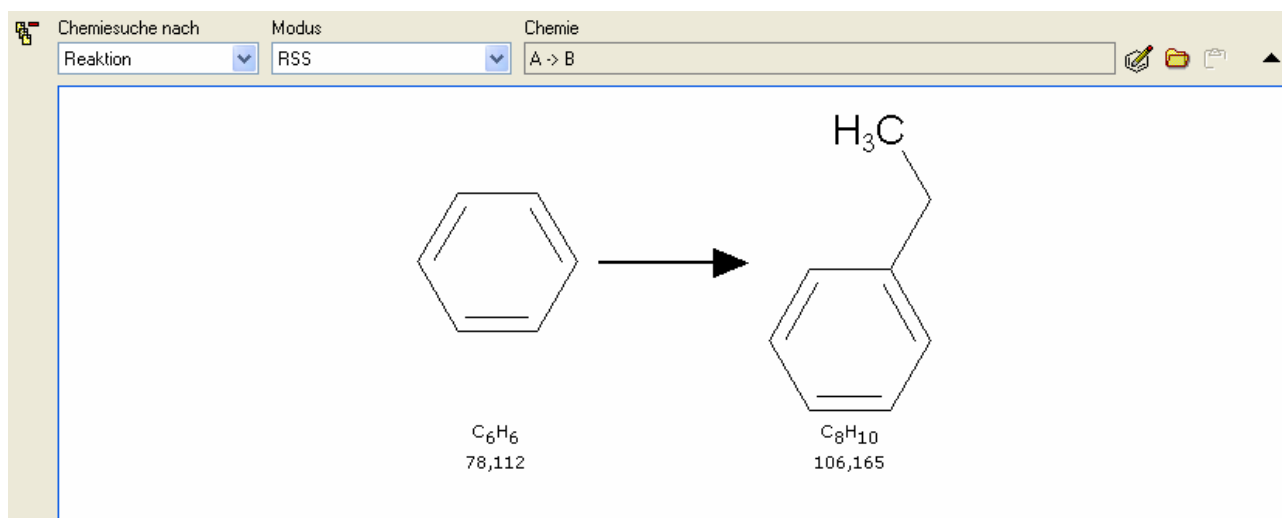 Chemiesuche nach Modus Chemie
Reaktion RSS A -> B
H₃C
C₆H₆ C₈H₁₀
78,112 106,165